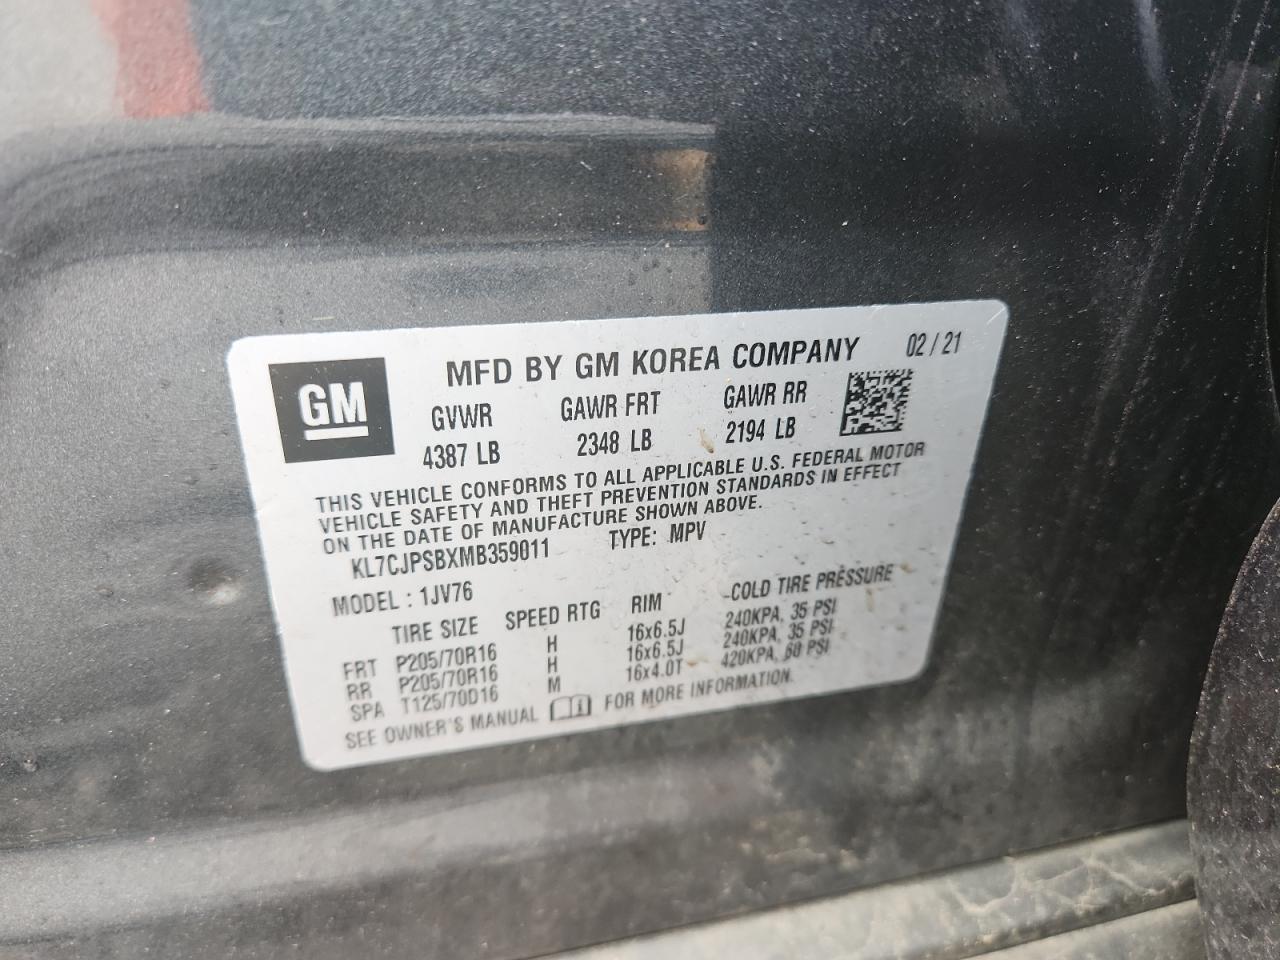 GM
MFD BY GM KOREA COMPANY 02 / 21
GVWR GAWR FRT GAWR RR
4387 LB 2348 LB 2194 LB
THIS VEHICLE CONFORMS TO ALL APPLICABLE U.S. FEDERAL MOTOR
VEHICLE SAFETY AND THEFT PREVENTION STANDARDS IN EFFECT
ON THE DATE OF MANUFACTURE SHOWN ABOVE.
KL7CJPSBXMB359011 TYPE: MPV
MODEL : 1JV76
TIRE SIZE SPEED RTG RIM COLD TIRE PRESSURE
FRT P205/70R16 H 16x6.5J 240KPA, 35 PSI
RR P205/70R16 H 16x6.5J 240KPA, 35 PSI
SPA T125/70D16 M 16x4.0T 420KPA, 60 PSI
SEE OWNER'S MANUAL FOR MORE INFORMATION.